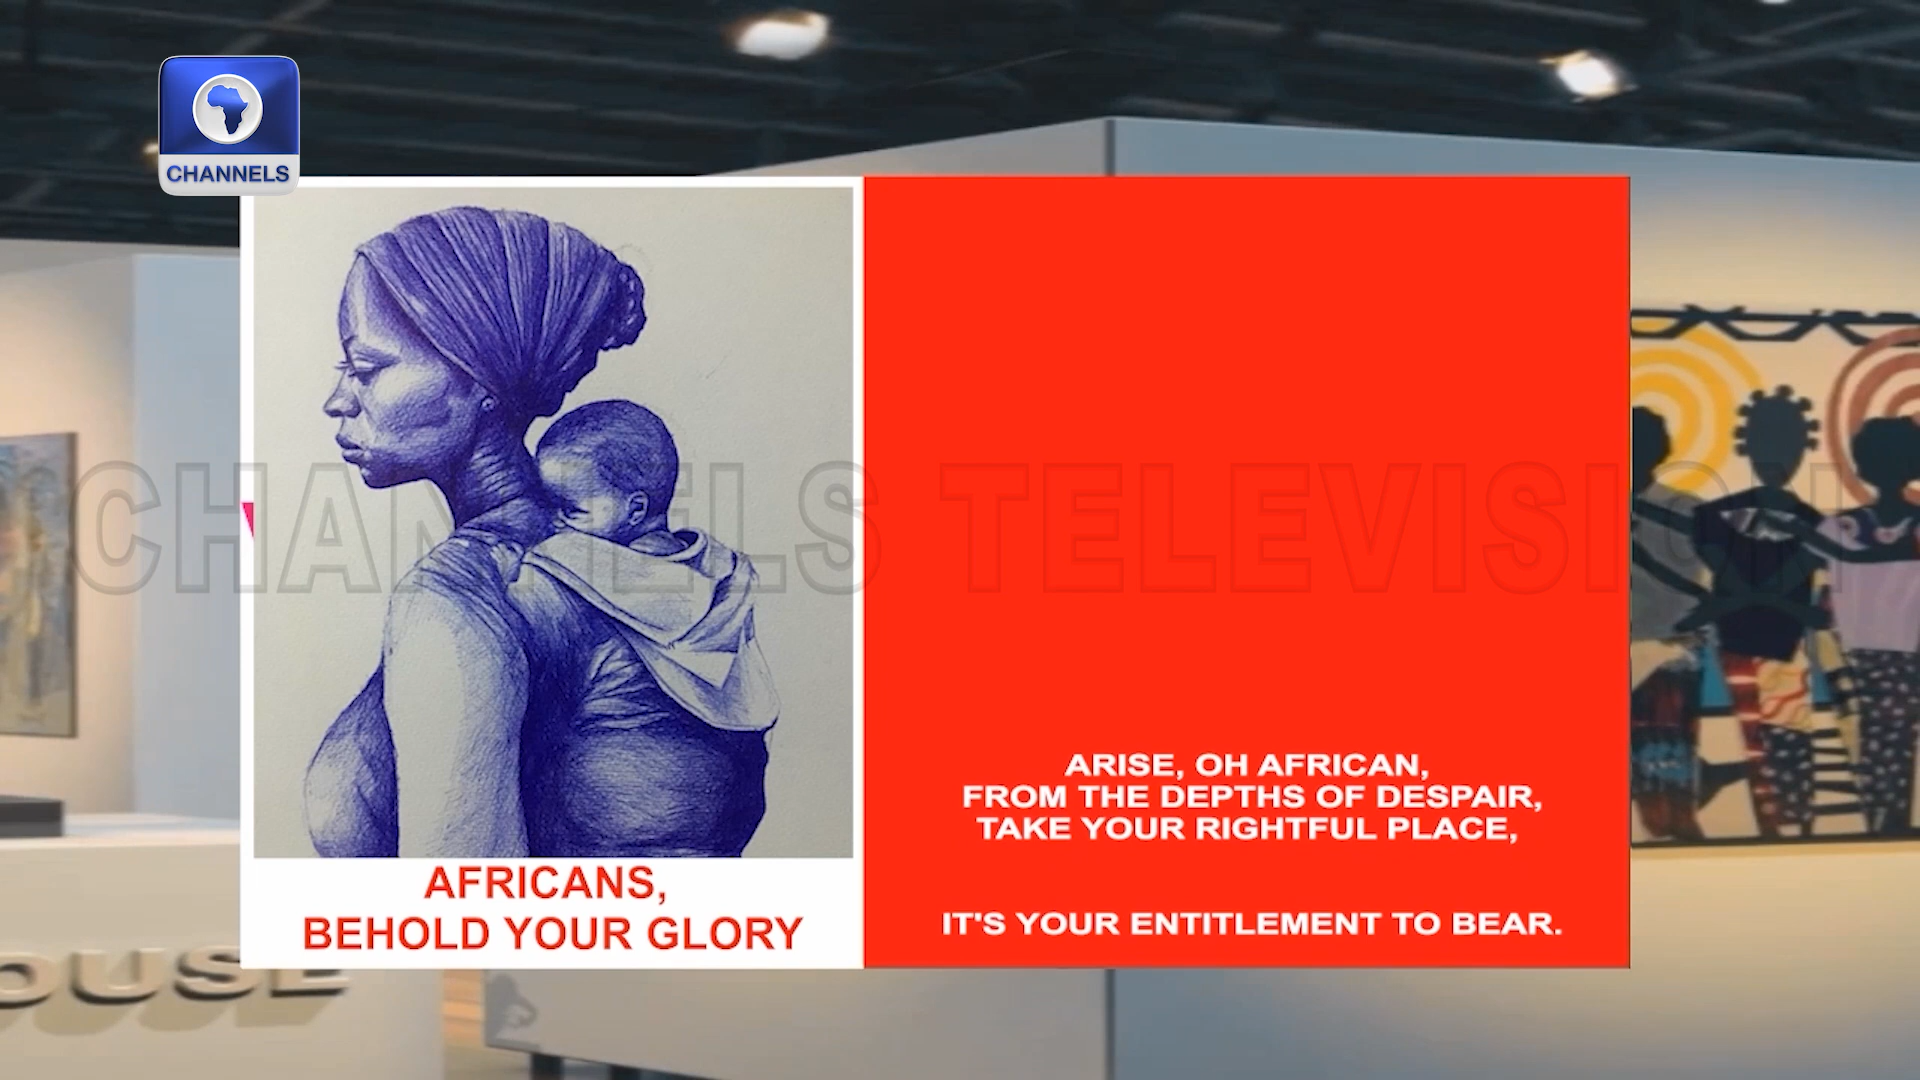 CHANNELS
CHANNELS TELEVISION
AFRICANS,
BEHOLD YOUR GLORY
ARISE, OH AFRICAN,
FROM THE DEPTHS OF DESPAIR,
TAKE YOUR RIGHTFUL PLACE,
IT'S YOUR ENTITLEMENT TO BEAR.
OUSE